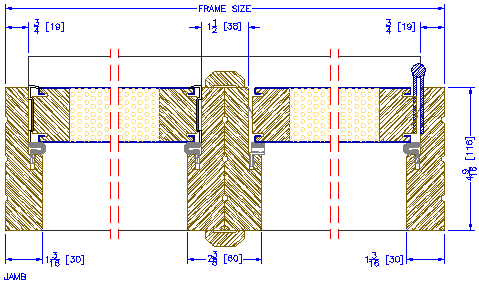 FRAME SIZE
3/4 [19] 1 1/2 [38] 3/4 [19]
4 9/16 [116]
1 3/16 [30] 2 3/8 [60] 1 3/16 [30]
JAMB